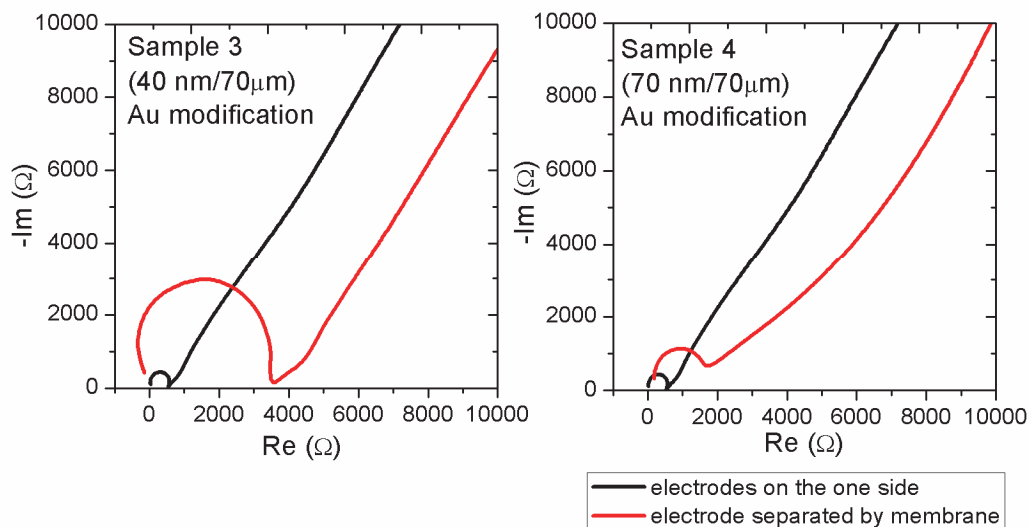 10000
8000
6000
4000
2000
0
-Im (Ω)
Sample 3
(40 nm/70μm)
Au modification
0 2000 4000 6000 8000 10000
Re (Ω)
10000
8000
6000
4000
2000
0
-Im (Ω)
Sample 4
(70 nm/70μm)
Au modification
0 2000 4000 6000 8000 10000
Re (Ω)
electrodes on the one side
electrode separated by membrane